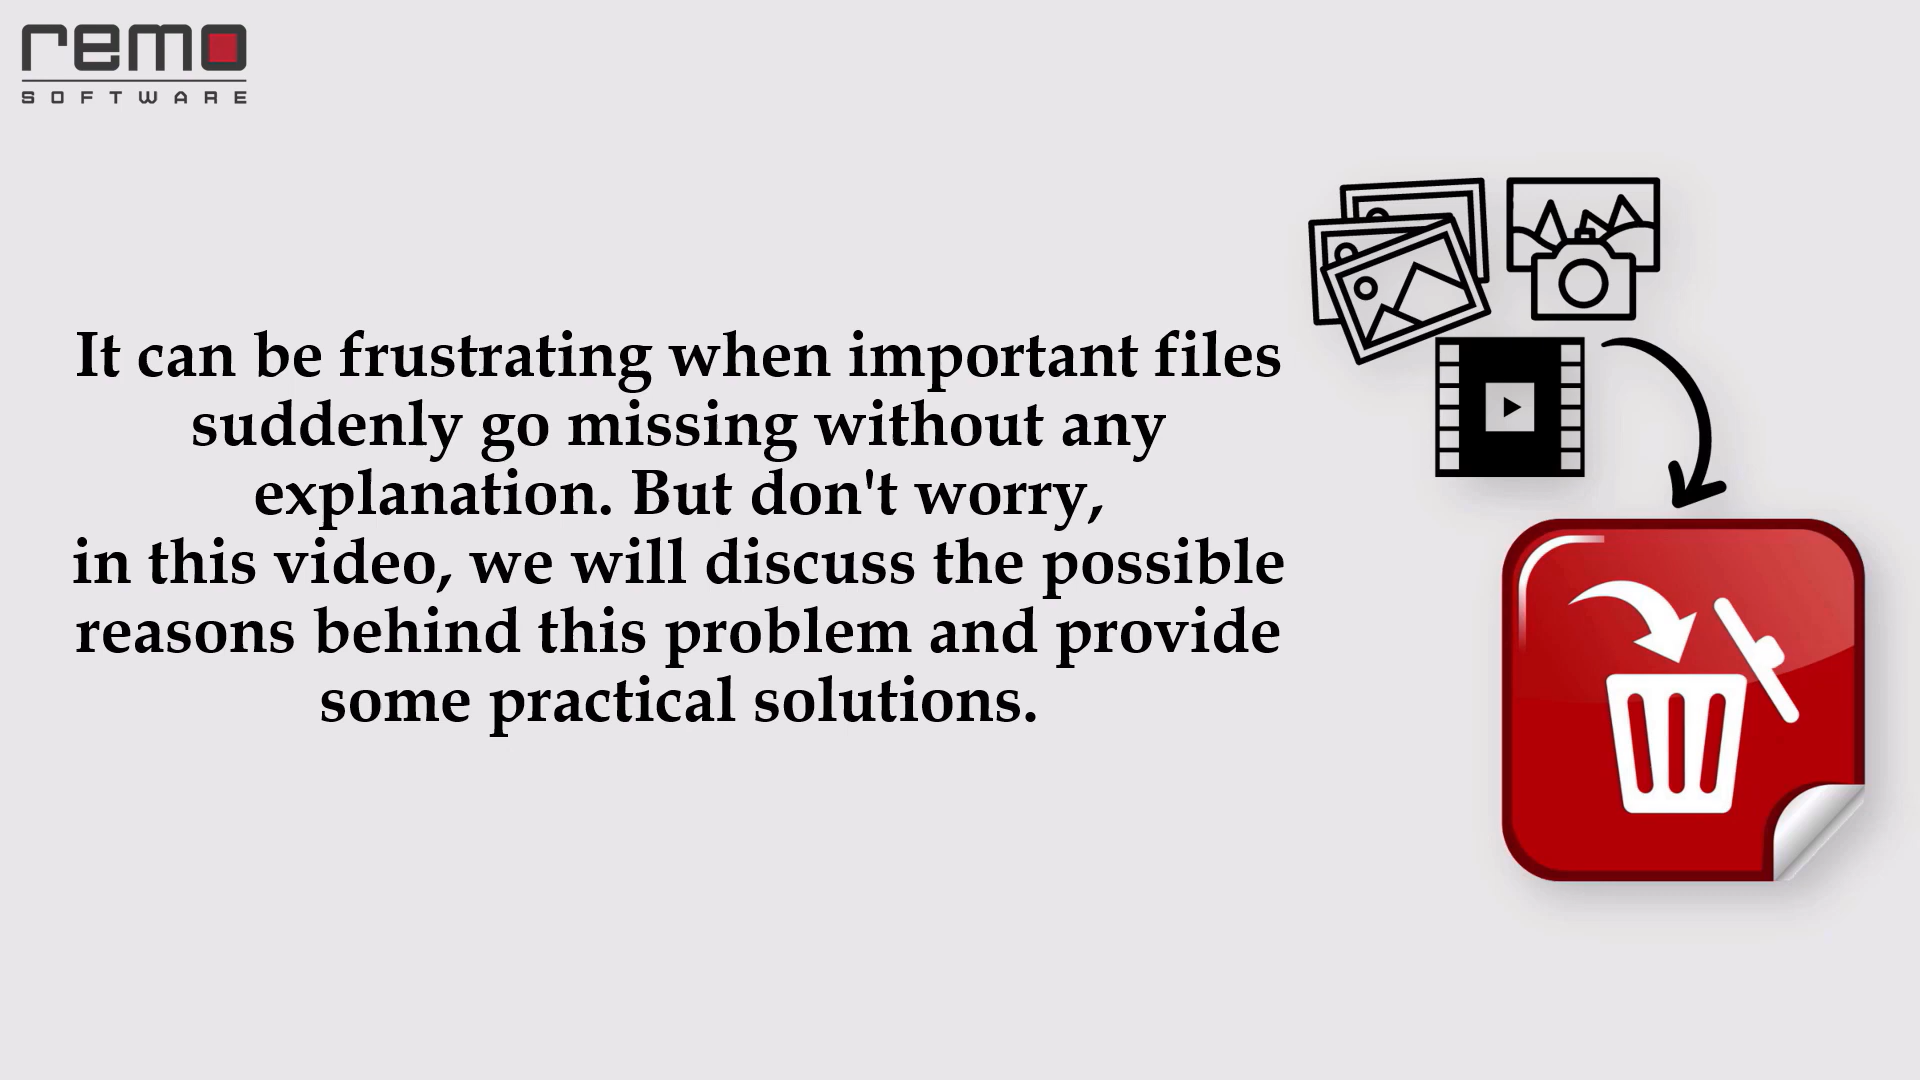 remo
SOFTWARE
It can be frustrating when important files
suddenly go missing without any
explanation. But don't worry,
in this video, we will discuss the possible
reasons behind this problem and provide
some practical solutions.